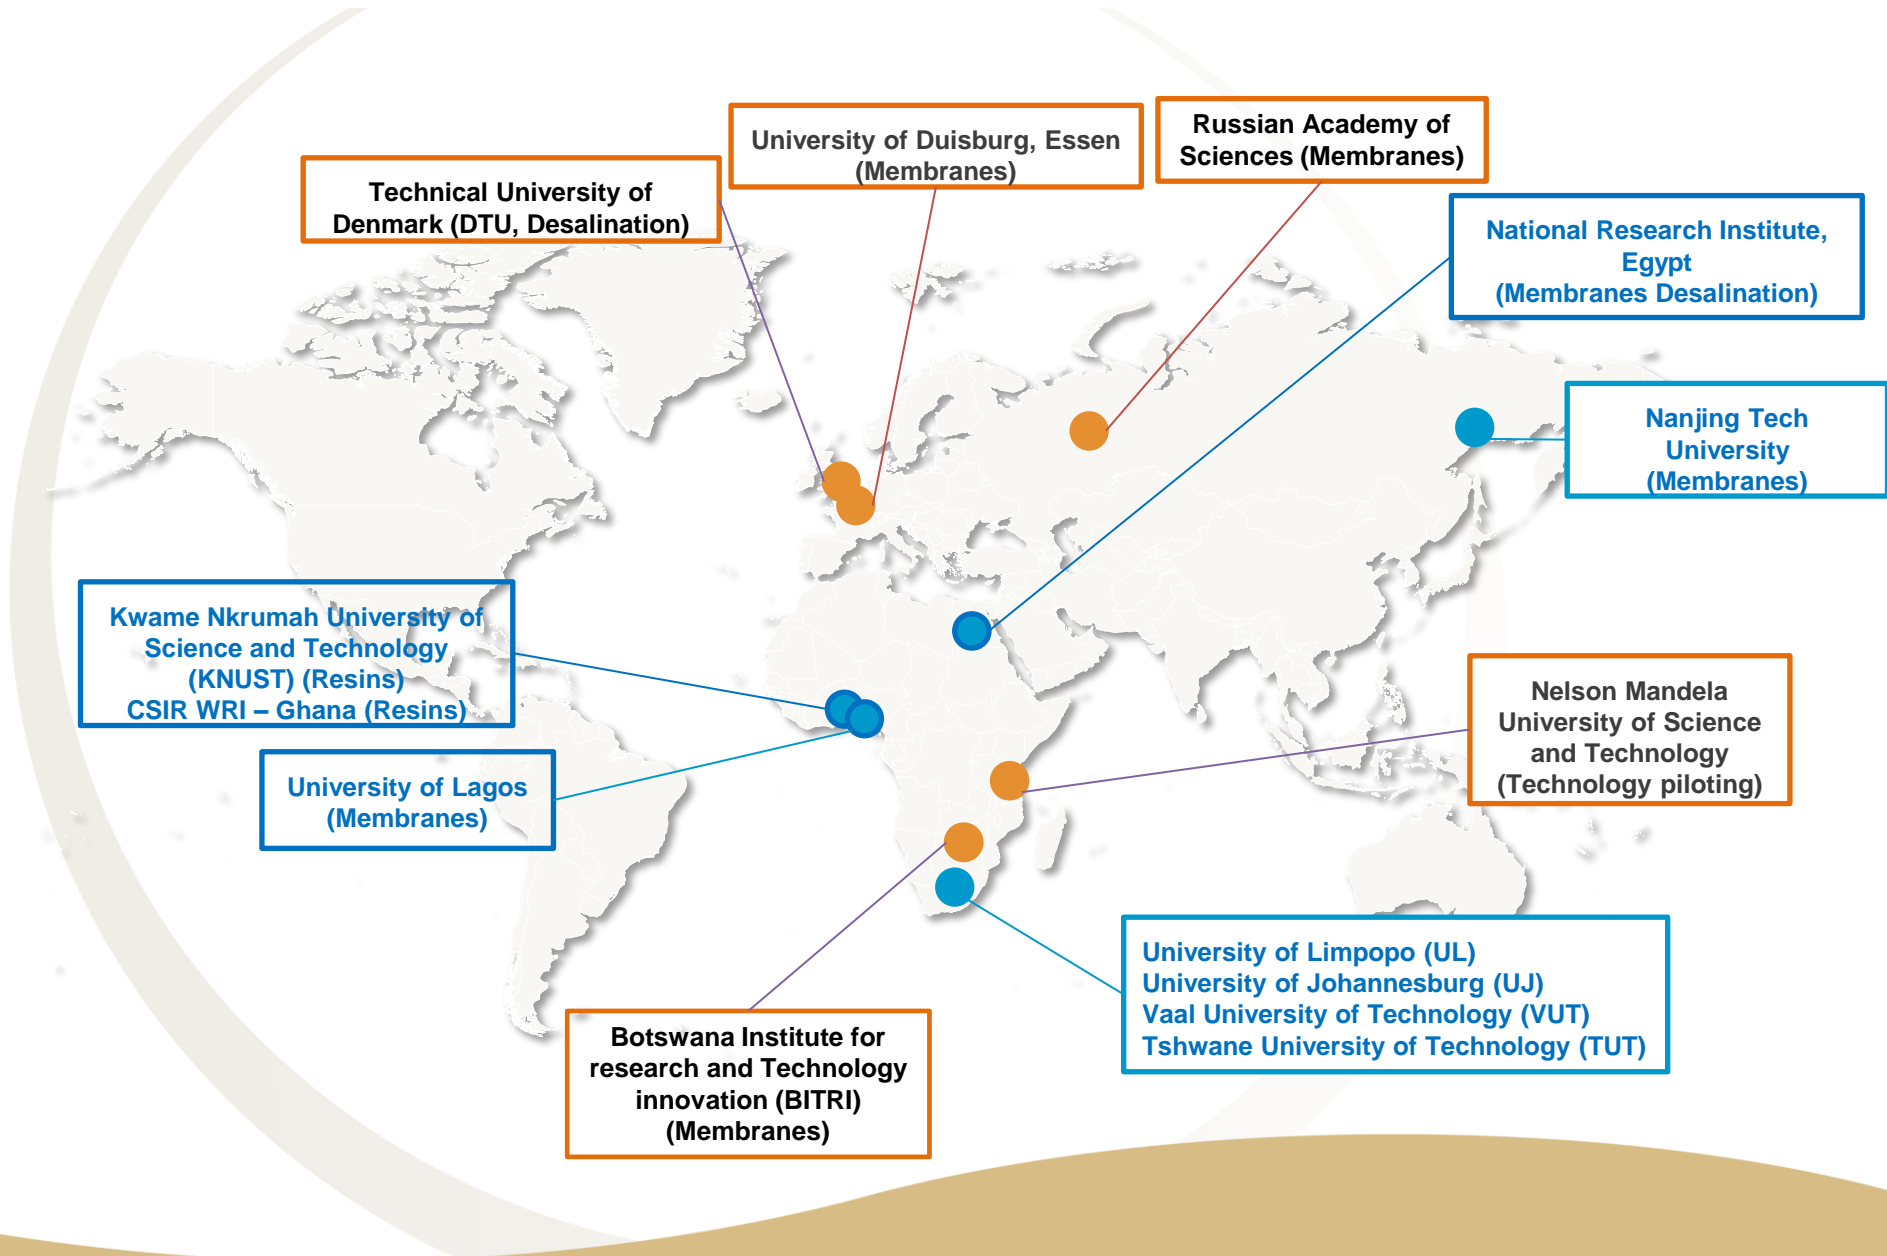 University of Duisburg, Essen
(Membranes)
Russian Academy of
Sciences (Membranes)
Technical University of
Denmark (DTU, Desalination)
National Research Institute,
Egypt
(Membranes Desalination)
Nanjing Tech
University
(Membranes)
Kwame Nkrumah University of
Science and Technology
(KNUST) (Resins)
CSIR WRI – Ghana (Resins)
Nelson Mandela
University of Science
and Technology
(Technology piloting)
University of Lagos
(Membranes)
University of Limpopo (UL)
University of Johannesburg (UJ)
Vaal University of Technology (VUT)
Tshwane University of Technology (TUT)
Botswana Institute for
research and Technology
innovation (BITRI)
(Membranes)